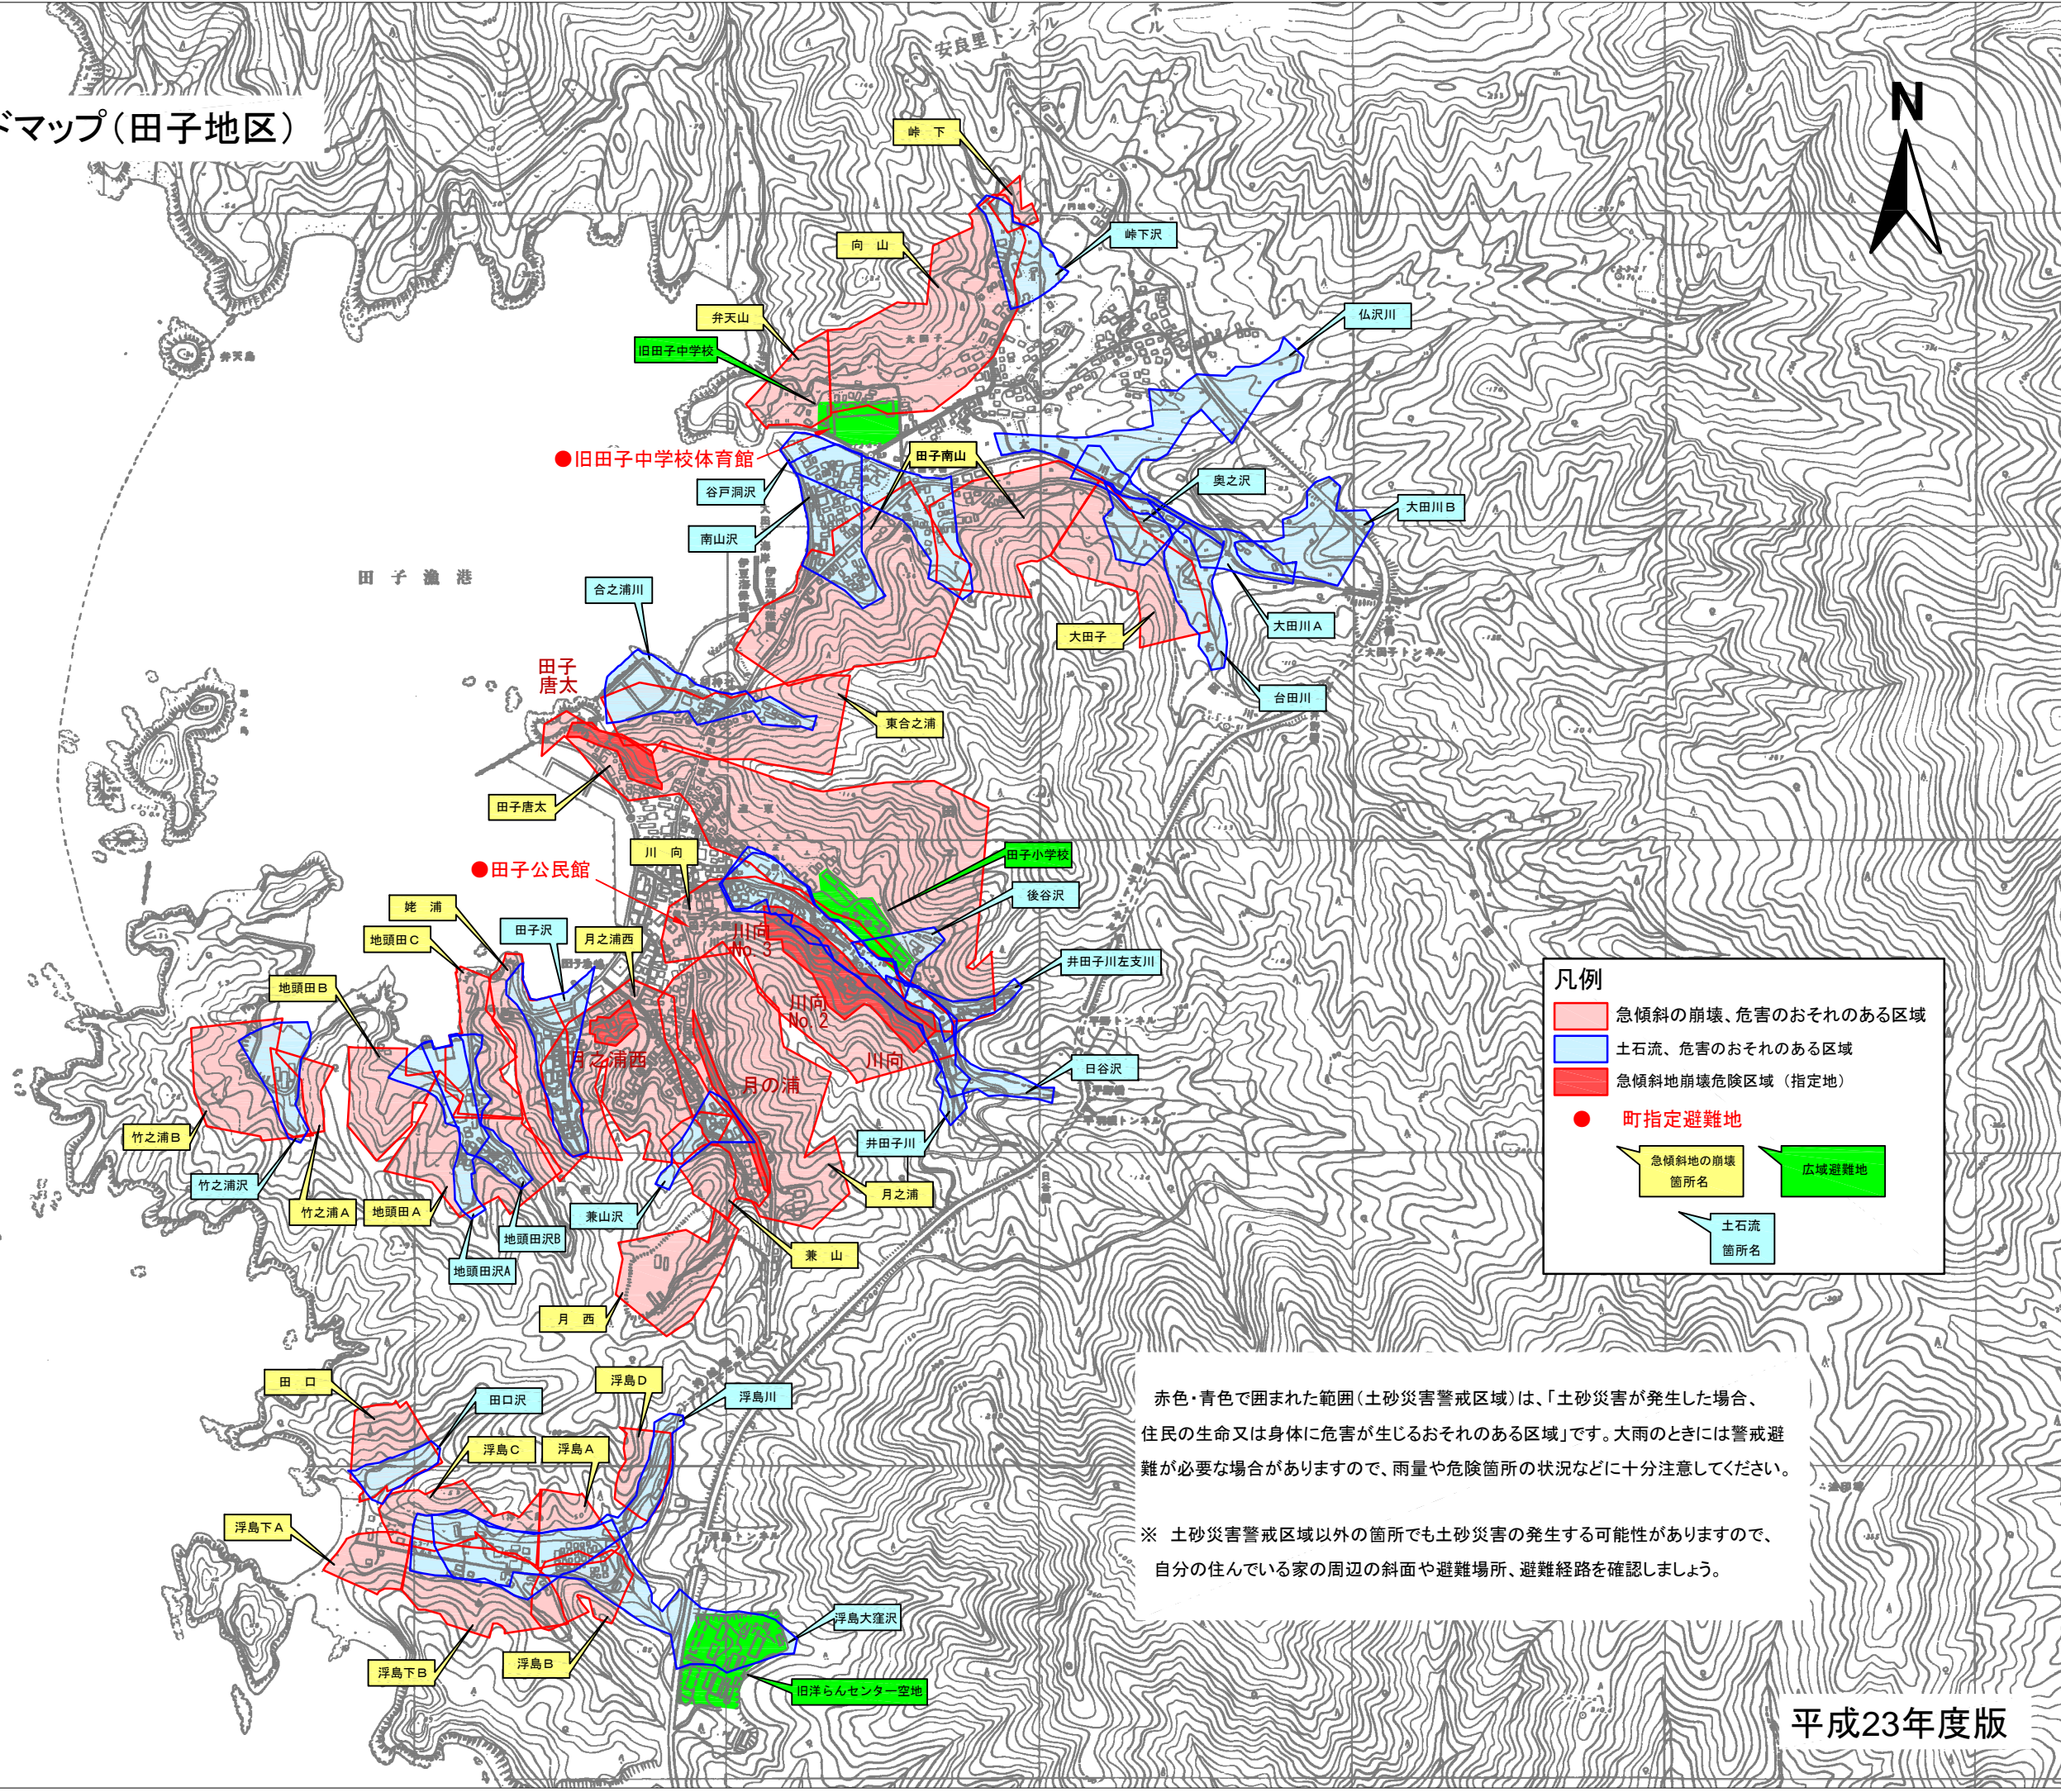 ドマップ（田子地区）
安良里トンネル
N
峠 下
峠下沢
向 山
弁天山
仏沢川
旧田子中学校
弁天島
大田子
●旧田子中学校体育館
田子南山
谷戸洞沢
奥之沢
大田川B
南山沢
田子漁港
合之浦川
大田子
大田川A
大田子トンネル
田子
唐太
台田川
東合之浦
田子唐太
川 向
田子小学校
●田子公民館
後谷沢
姥 浦
地頭田C
田子沢
月之浦西
川向
No. 3
井田子川左支川
地頭田B
川向
No. 2
月之浦西
川向
月の浦
日谷沢
竹之浦B
井田子川
竹之浦沢
竹之浦A
地頭田A
兼山沢
月之浦
地頭田沢B
地頭田沢A
兼 山
月 西
凡例
急傾斜の崩壊、危害のおそれのある区域
土石流、危害のおそれのある区域
急傾斜地崩壊危険区域（指定地）
● 町指定避難地
急傾斜地の崩壊
箇所名
広域避難地
土石流
箇所名
田 口
田口沢
浮島D
浮島川
浮島C
浮島A
浮島下A
浮島トンネル
浮島大窪沢
浮島B
浮島下B
旧洋らんセンター空地
赤色・青色で囲まれた範囲（土砂災害警戒区域）は、「土砂災害が発生した場合、
住民の生命又は身体に危害が生じるおそれのある区域」です。大雨のときには警戒避
難が必要な場合がありますので、雨量や危険箇所の状況などに十分注意してください。
※ 土砂災害警戒区域以外の箇所でも土砂災害の発生する可能性がありますので、
自分の住んでいる家の周辺の斜面や避難場所、避難経路を確認しましょう。
平成23年度版